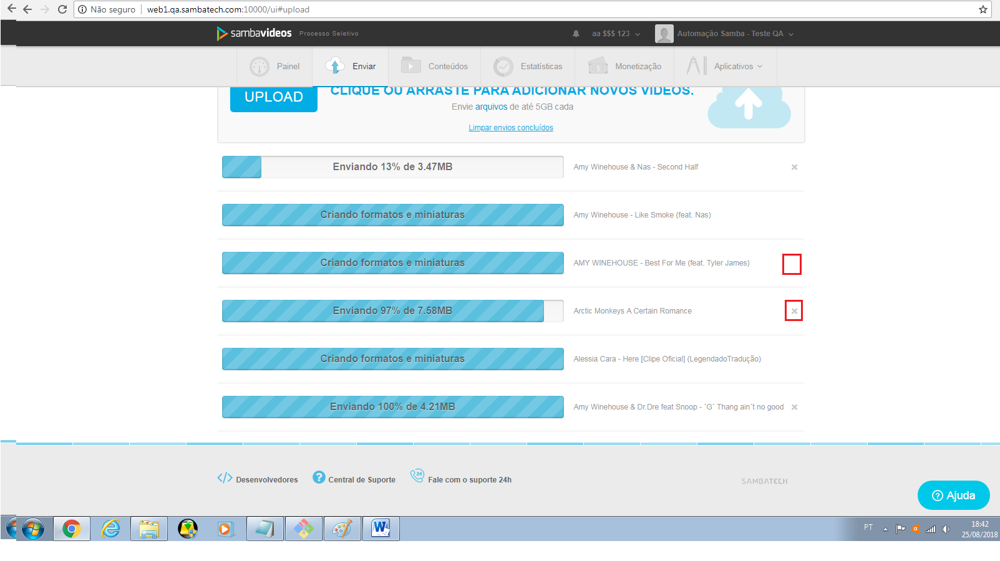 Não seguro web1.qa.sambatech.com:10000/ui#upload
sambavideos Processo Seletivo aa $$$ 123 Automação Samba - Teste QA
Painel Enviar Conteúdos Estatísticas Monetização Aplicativos
UPLOAD CLIQUE OU ARRASTE PARA ADICIONAR NOVOS VÍDEOS.
Envie arquivos de até 5GB cada
Limpar envios concluídos
Enviando 13% de 3.47MB Amy Winehouse & Nas - Second Half
Criando formatos e miniaturas Amy Winehouse - Like Smoke (feat. Nas)
Criando formatos e miniaturas AMY WINEHOUSE - Best For Me (feat. Tyler James)
Enviando 97% de 7.58MB Arctic Monkeys A Certain Romance
Criando formatos e miniaturas Alessia Cara - Here [Clipe Oficial] (LegendadoTradução)
Enviando 100% de 4.21MB Amy Winehouse & Dr.Dre feat Snoop - ´G´ Thang ain´t no good
Desenvolvedores Central de Suporte 24 Fale com o suporte 24h SAMBATECH
Ajuda
PT 18:42
25/08/2018